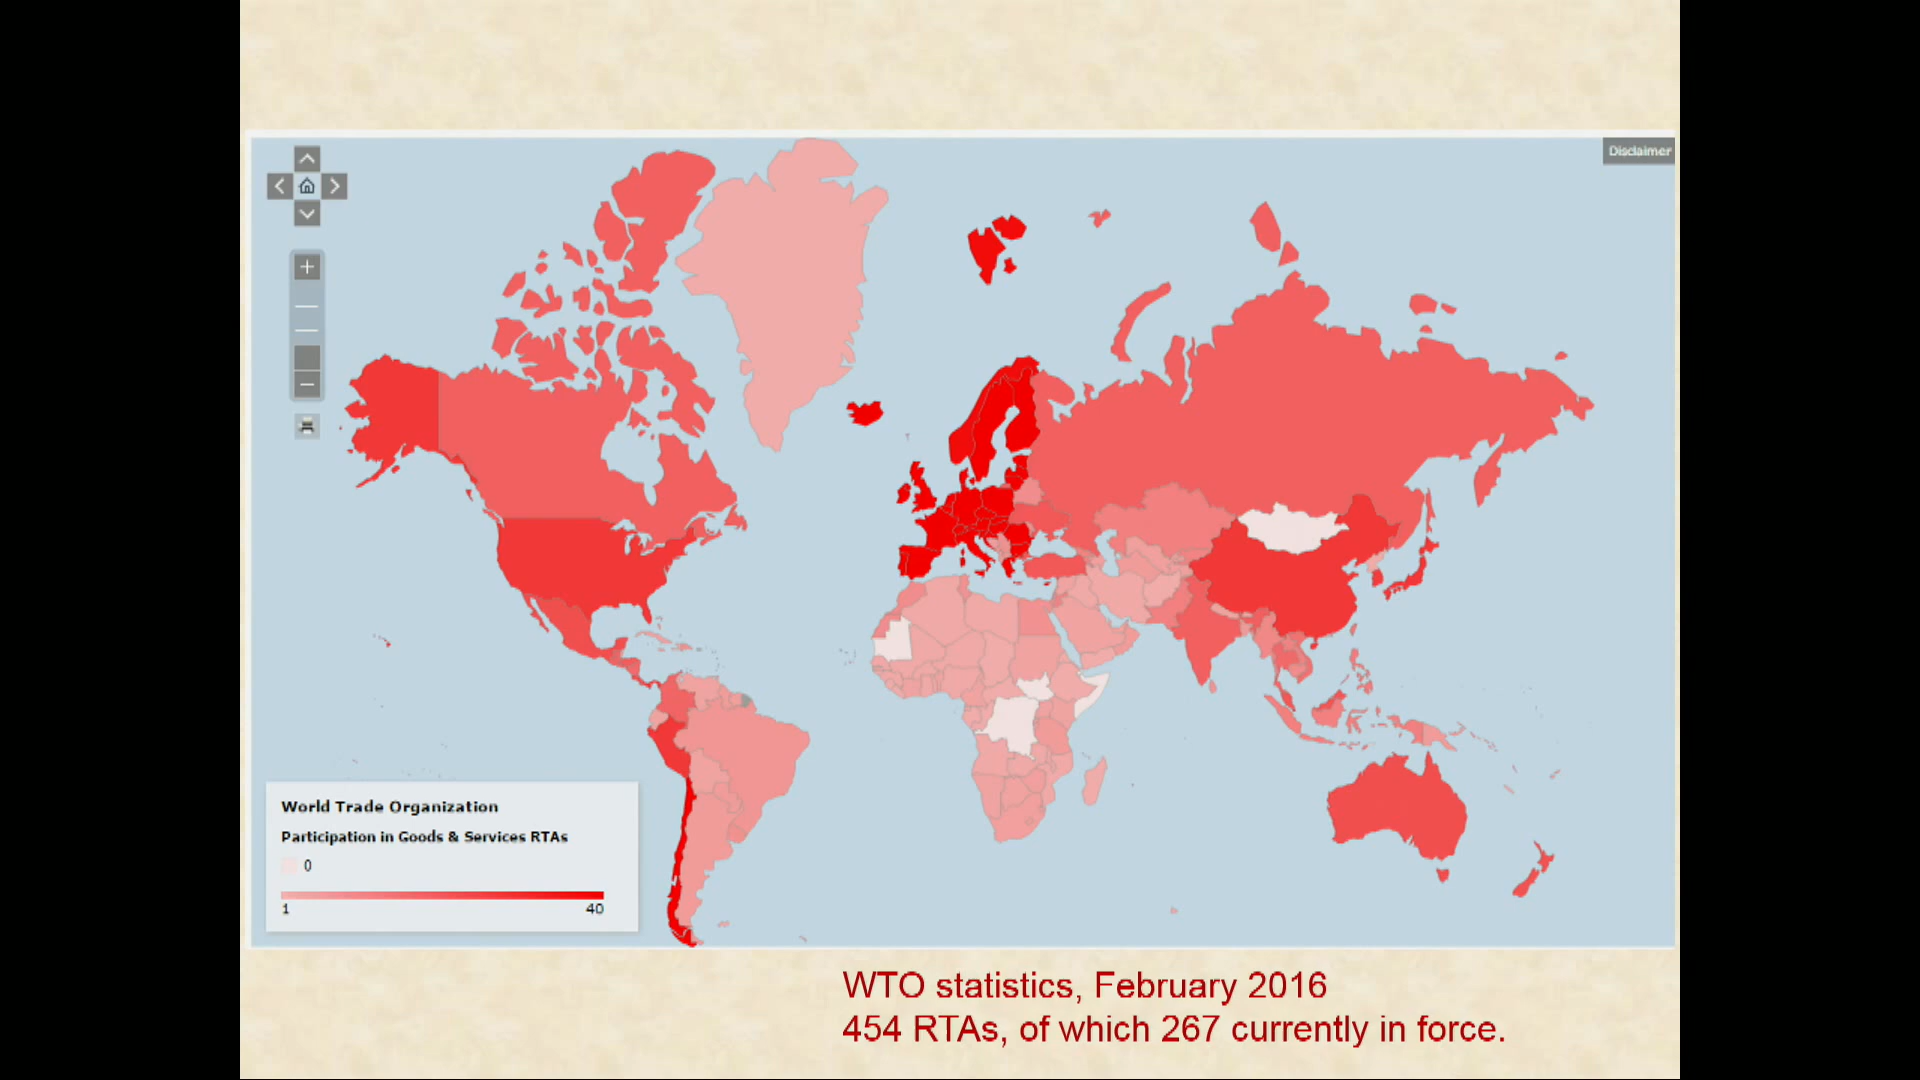 Disclaimer
World Trade Organization
Participation in Goods & Services RTAs
0
1 40
WTO statistics, February 2016
454 RTAs, of which 267 currently in force.